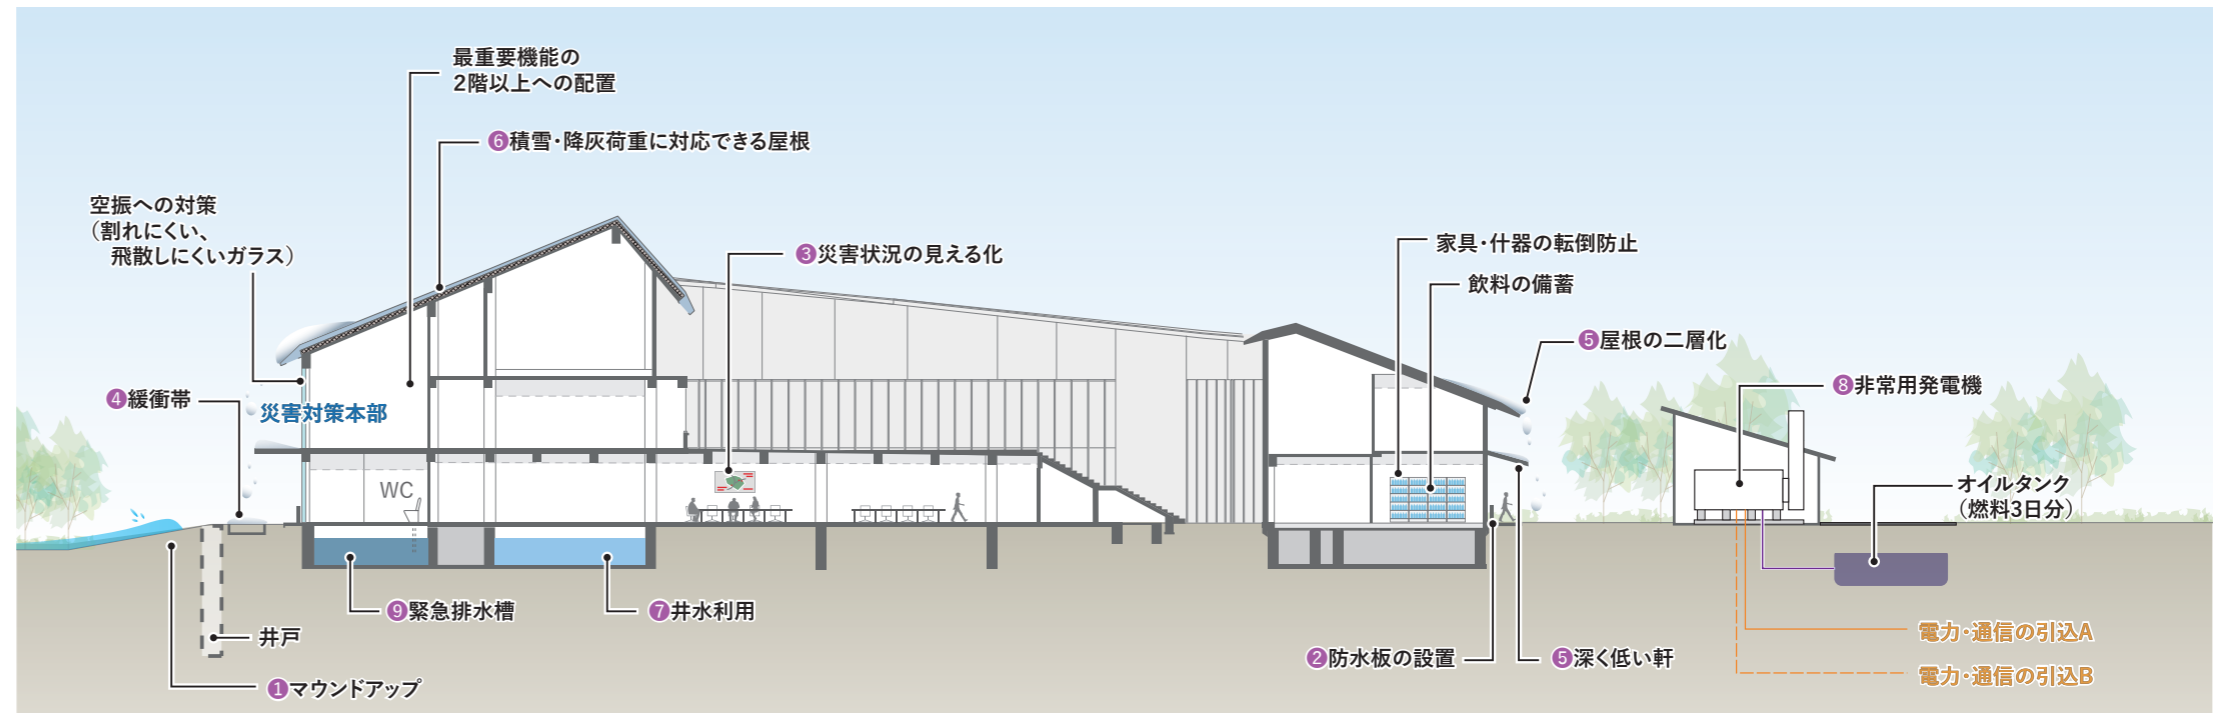 最重要機能の
2階以上への配置
❻積雪・降灰荷重に対応できる屋根
空振への対策
（割れにくい、
飛散しにくいガラス）
❸災害状況の見える化
家具・什器の転倒防止
飲料の備蓄
❺屋根の二層化
❽非常用発電機
❹緩衝帯
災害対策本部
WC
オイルタンク
（燃料3日分）
❾緊急排水槽
❼井水利用
井戸
❶マウンドアップ
❷防水板の設置
❺深く低い軒
電力・通信の引込A
電力・通信の引込B